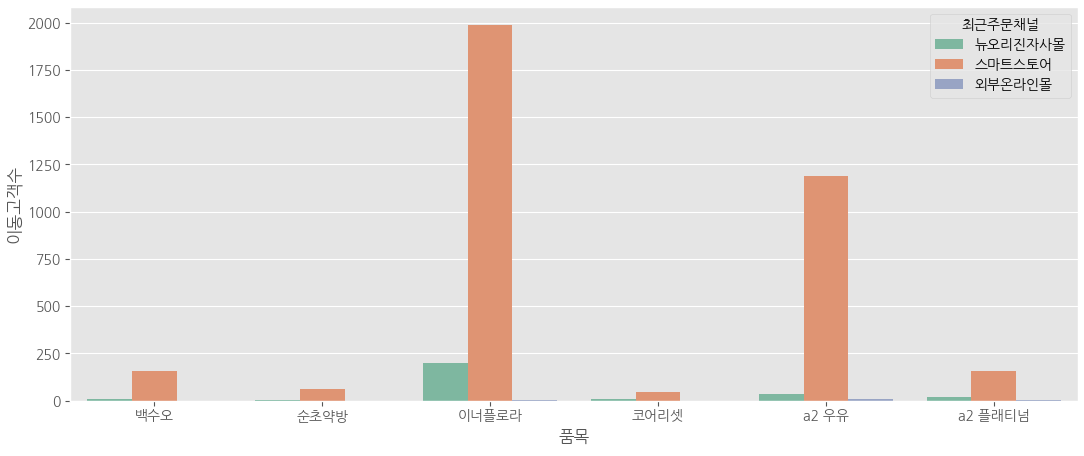 최근주문채널
뉴오리진자사몰
스마트스토어
외부온라인몰
이동고객수
2000
1750
1500
1250
1000
750
500
250
0
백수오
순초약방
이너플로라
코어리셋
a2 우유
a2 플래티넘
품목